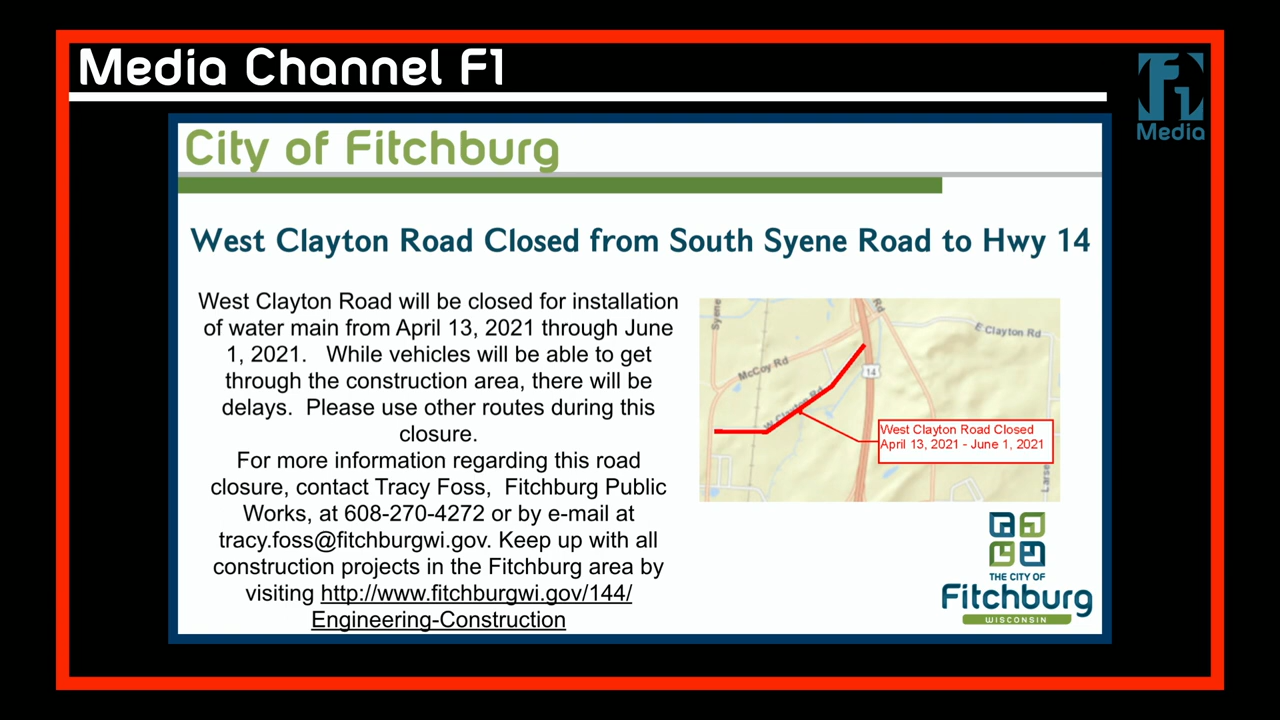 Media Channel F1
F1
Media
City of Fitchburg
West Clayton Road Closed from South Syene Road to Hwy 14
West Clayton Road will be closed for installation
of water main from April 13, 2021 through June
1, 2021.   While vehicles will be able to get
through the construction area, there will be
delays.  Please use other routes during this
closure.
For more information regarding this road
closure, contact Tracy Foss,  Fitchburg Public
Works, at 608-270-4272 or by e-mail at
tracy.foss@fitchburgwi.gov. Keep up with all
construction projects in the Fitchburg area by
visiting http://www.fitchburgwi.gov/144/
Engineering-Construction
Syene
Rd
E Clayton Rd
McCoy Rd
14
W Clayton Rd
West Clayton Road Closed
April 13, 2021 - June 1, 2021
Larse
THE CITY OF
Fitchburg
WISCONSIN